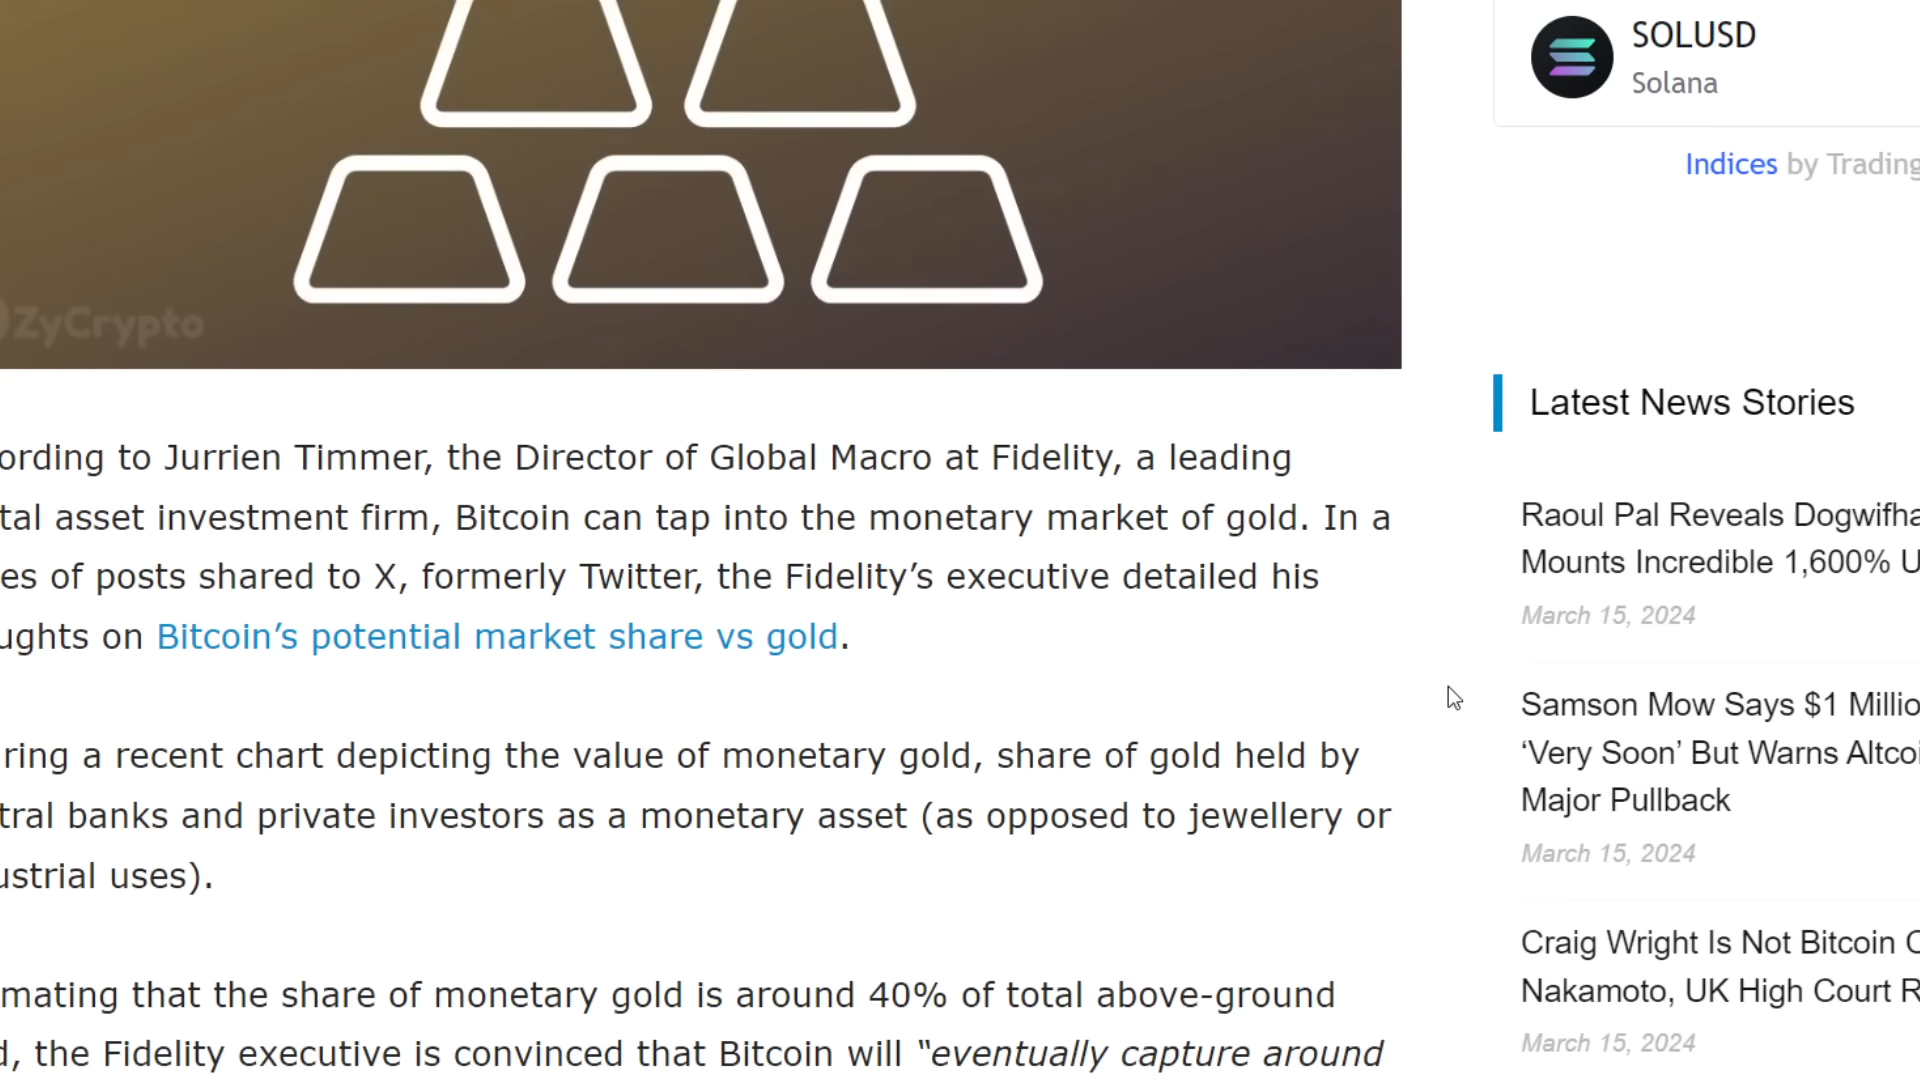 SOLUSD
Solana
Indices by Trading
ZyCrypto
Latest News Stories
ording to Jurrien Timmer, the Director of Global Macro at Fidelity, a leading
tal asset investment firm, Bitcoin can tap into the monetary market of gold. In a
es of posts shared to X, formerly Twitter, the Fidelity’s executive detailed his
ughts on Bitcoin’s potential market share vs gold.
ring a recent chart depicting the value of monetary gold, share of gold held by
tral banks and private investors as a monetary asset (as opposed to jewellery or
ustrial uses).
mating that the share of monetary gold is around 40% of total above-ground
d, the Fidelity executive is convinced that Bitcoin will “eventually capture around
Raoul Pal Reveals Dogwifha
Mounts Incredible 1,600% U
March 15, 2024
Samson Mow Says $1 Millio
‘Very Soon’ But Warns Altcoi
Major Pullback
March 15, 2024
Craig Wright Is Not Bitcoin C
Nakamoto, UK High Court R
March 15, 2024